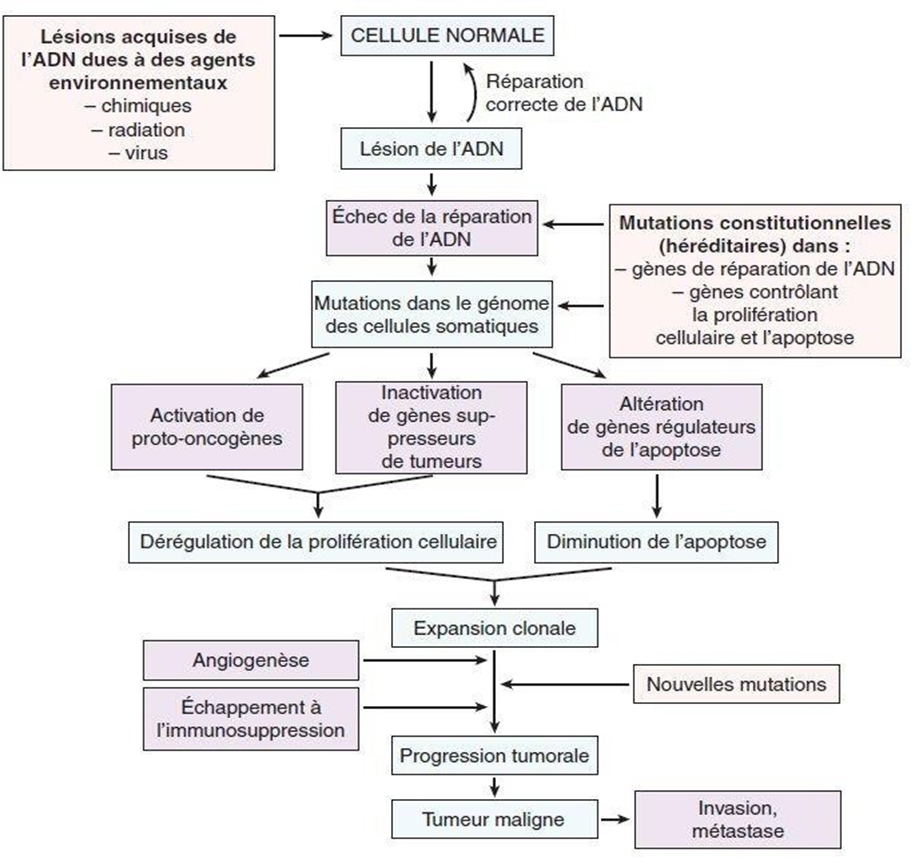 Lésions acquises de
l'ADN dues à des agents
environnementaux
– chimiques
– radiation
– virus
CELLULE NORMALE
Réparation
correcte de l'ADN
Lésion de l'ADN
Échec de la réparation
de l'ADN
Mutations constitutionnelles
(héréditaires) dans :
– gènes de réparation de l'ADN
– gènes contrôlant
la prolifération
cellulaire et l'apoptose
Mutations dans le génome
des cellules somatiques
Activation de
proto-oncogènes
Inactivation
de gènes sup-
presseurs
de tumeurs
Altération
de gènes régulateurs
de l'apoptose
Dérégulation de la prolifération cellulaire
Diminution de l'apoptose
Expansion clonale
Angiogenèse
Nouvelles mutations
Échappement à
l'immunosuppression
Progression tumorale
Tumeur maligne
Invasion,
métastase